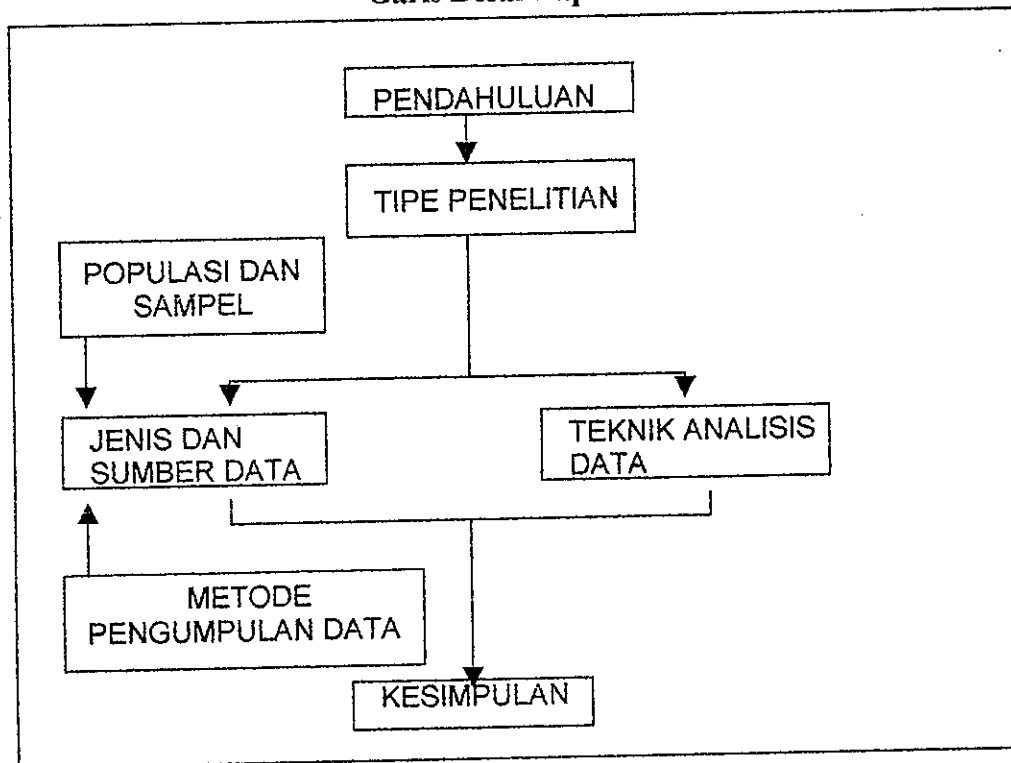 PENDAHULUAN
TIPE PENELITIAN
POPULASI DAN
SAMPEL
JENIS DAN
SUMBER DATA
TEKNIK ANALISIS
DATA
METODE
PENGUMPULAN DATA
KESIMPULAN